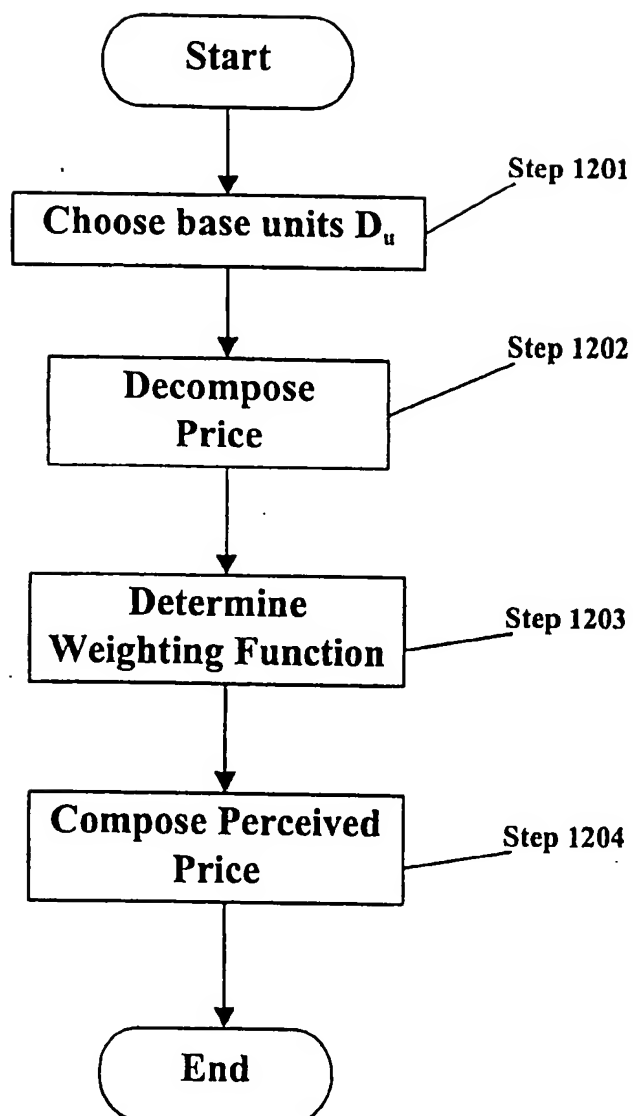 Start
Step 1201
Choose base units Du
Step 1202
Decompose
Price
Determine
Weighting Function
Step 1203
Compose Perceived
Price
Step 1204
End